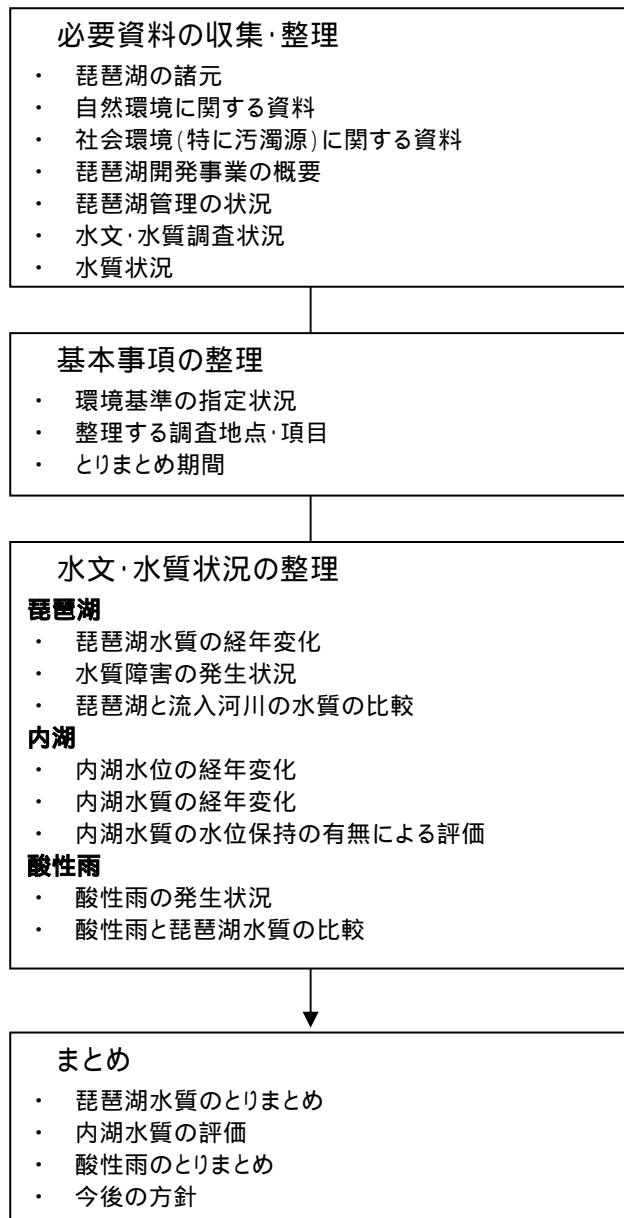 必要資料の収集・整理
・ 琵琶湖の諸元
・ 自然環境に関する資料
・ 社会環境(特に汚濁源)に関する資料
・ 琵琶湖開発事業の概要
・ 琵琶湖管理の状況
・ 水文・水質調査状況
・ 水質状況
基本事項の整理
・ 環境基準の指定状況
・ 整理する調査地点・項目
・ とりまとめ期間
水文・水質状況の整理
琵琶湖
・ 琵琶湖水質の経年変化
・ 水質障害の発生状況
・ 琵琶湖と流入河川の水質の比較
内湖
・ 内湖水位の経年変化
・ 内湖水質の経年変化
・ 内湖水質の水位保持の有無による評価
酸性雨
・ 酸性雨の発生状況
・ 酸性雨と琵琶湖水質の比較
まとめ
・ 琵琶湖水質のとりまとめ
・ 内湖水質の評価
・ 酸性雨のとりまとめ
・ 今後の方針